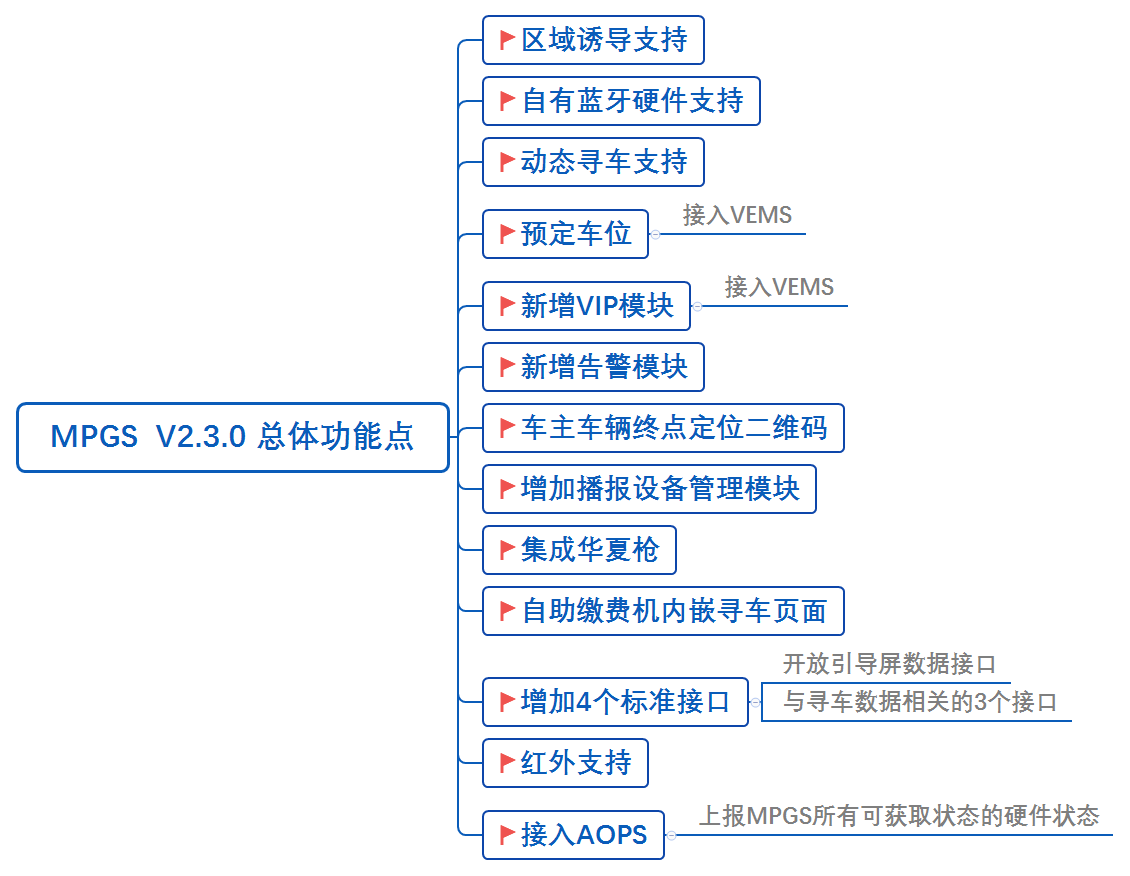 区域诱导支持
自有蓝牙硬件支持
动态寻车支持
预定车位
接入VEMS
新增VIP模块
接入VEMS
新增告警模块
MPGS  V2.3.0 总体功能点
车主车辆终点定位二维码
增加播报设备管理模块
集成华夏枪
自助缴费机内嵌寻车页面
增加4个标准接口
开放引导屏数据接口
与寻车数据相关的3个接口
红外支持
接入AOPS
上报MPGS所有可获取状态的硬件状态